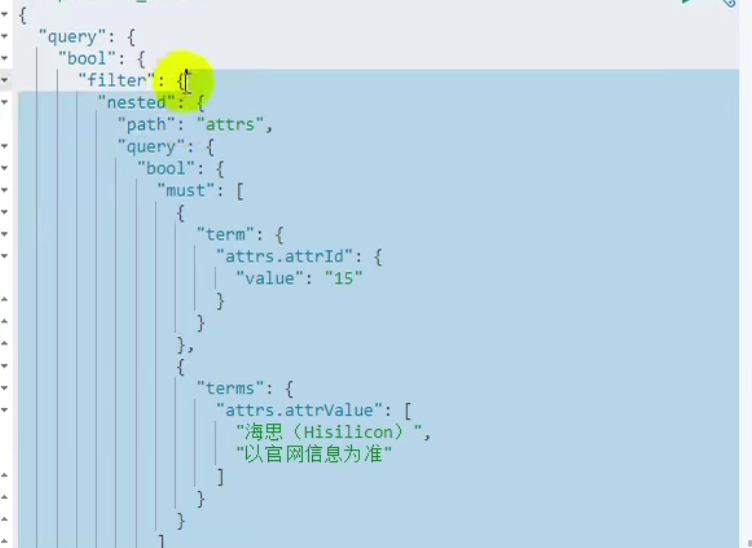 {
"query": {
"bool": {
"filter": {
"nested": {
"path": "attrs",
"query": {
"bool": {
"must": [
{
"term": {
"attrs.attrId": {
"value": "15"
}
}
},
{
"terms": {
"attrs.attrValue": [
"海思（Hisilicon）",
"以官网信息为准"
]
}
}
]